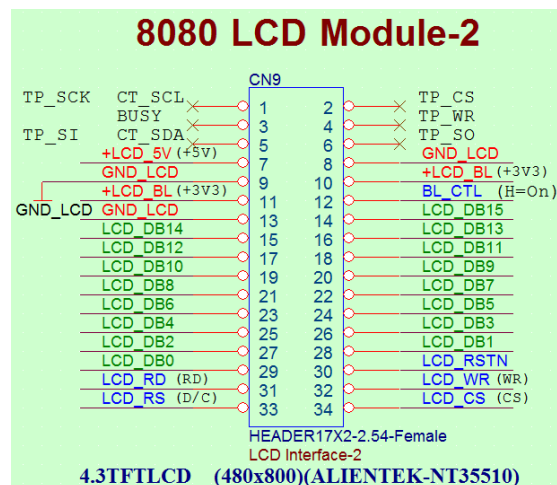 8080 LCD Module-2
CN9
TP_SCK CT_SCL 1 2 TP_CS
BUSY 3 4 TP_WR
TP_SI CT_SDA 5 6 TP_SO
+LCD_5V (+5V) 7 8 GND_LCD
GND_LCD 9 10 +LCD_BL (+3V3)
+LCD_BL (+3V3) 11 12 BL_CTL (H=On)
GND_LCD GND_LCD 13 14 LCD_DB15
LCD_DB14 15 16 LCD_DB13
LCD_DB12 17 18 LCD_DB11
LCD_DB10 19 20 LCD_DB9
LCD_DB8 21 22 LCD_DB7
LCD_DB6 23 24 LCD_DB5
LCD_DB4 25 26 LCD_DB3
LCD_DB2 27 28 LCD_DB1
LCD_DB0 29 30 LCD_RSTN
LCD_RD (RD) 31 32 LCD_WR (WR)
LCD_RS (D/C) 33 34 LCD_CS (CS)
HEADER17X2-2.54-Female
LCD Interface-2
4.3TFTLCD (480x800)(ALIENTEK-NT35510)